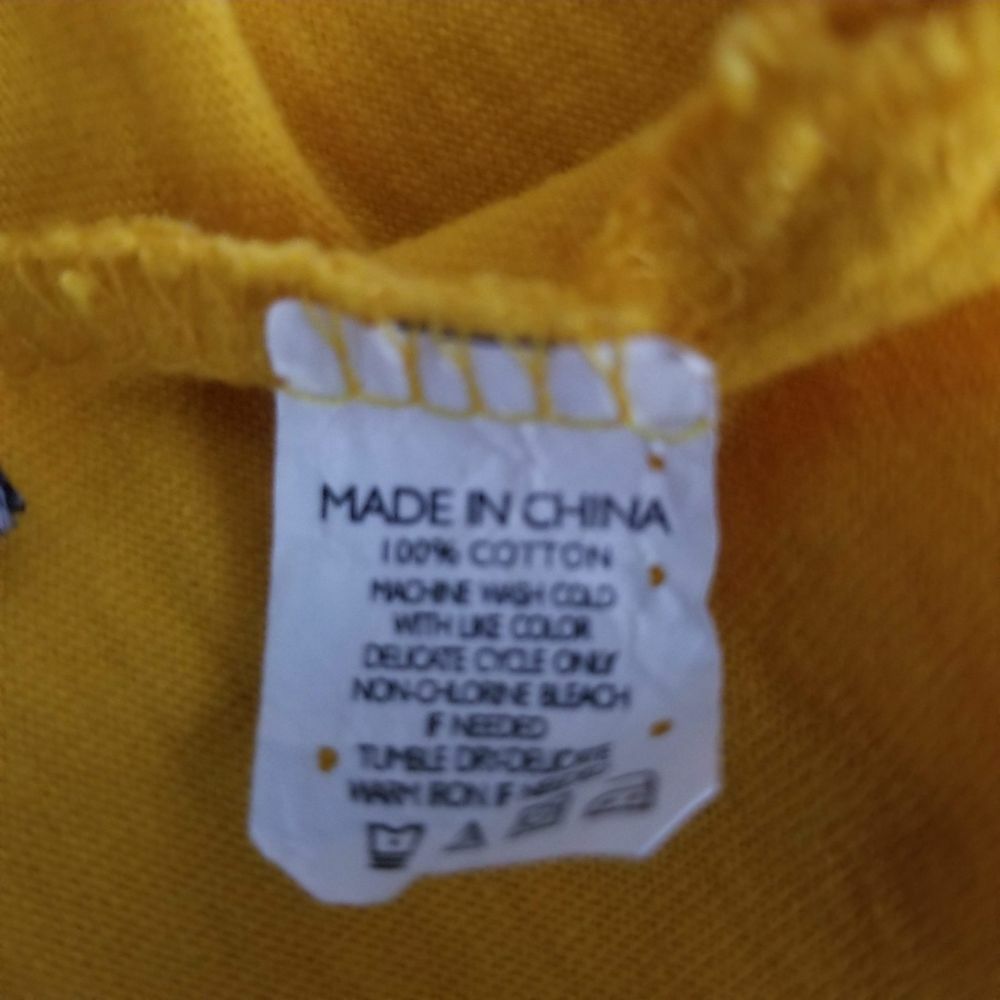 MADE IN CHINA
100% COTTON
MACHINE WASH COLD
WITH LIKE COLOR
DELICATE CYCLE ONLY
NON-CHLORINE BLEACH
IF NEEDED
TUMBLE DRY-DELICATE
WARM IRON IF